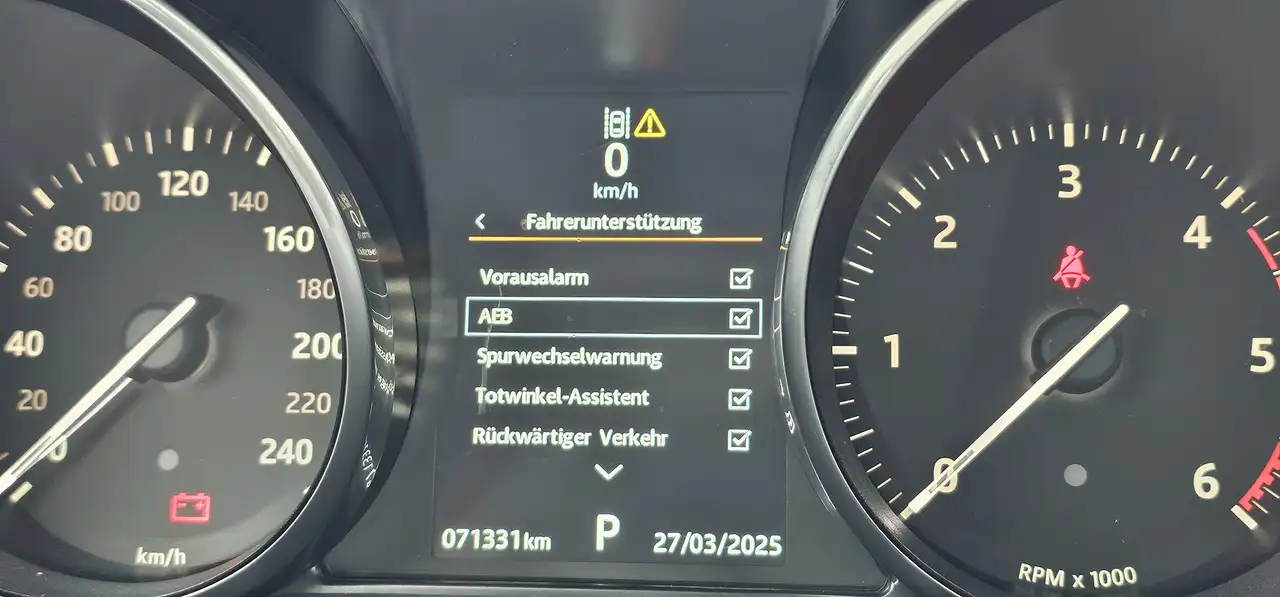 0
km/h
Fahrerunterstützung
Vorausalarm
AEB
Spurwechselwarnung
Totwinkel-Assistent
Rückwärtiger Verkehr
071331km
P
27/03/2025
0
20
40
60
80
100
120
140
160
180
200
220
240
km/h
0
1
2
3
4
5
6
RPM x 1000